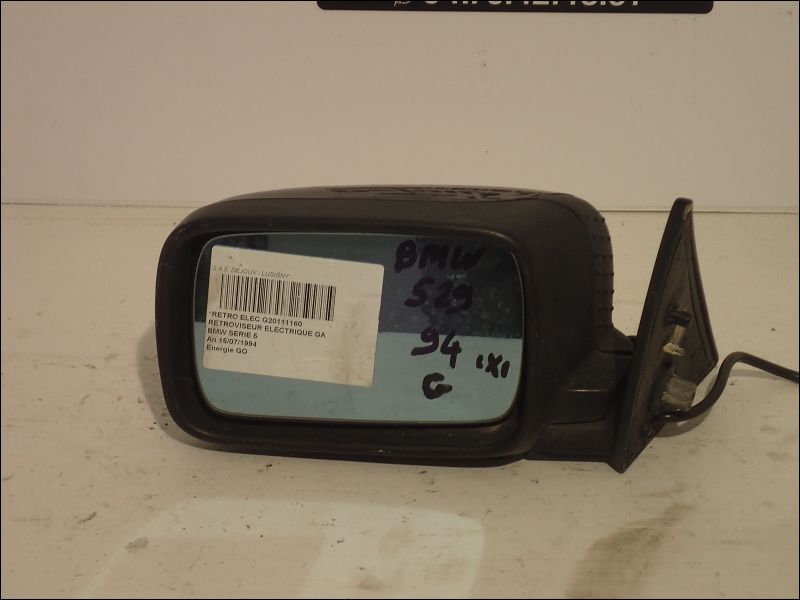 S.A.S. DEJOUX - LUSIGNY
*RETRO ELEC G20111160
RETROVISEUR ELECTRIQUE GA
BMW SERIE 5
An 15/07/1994
Energie GO
BMW
529
94 (X)
G